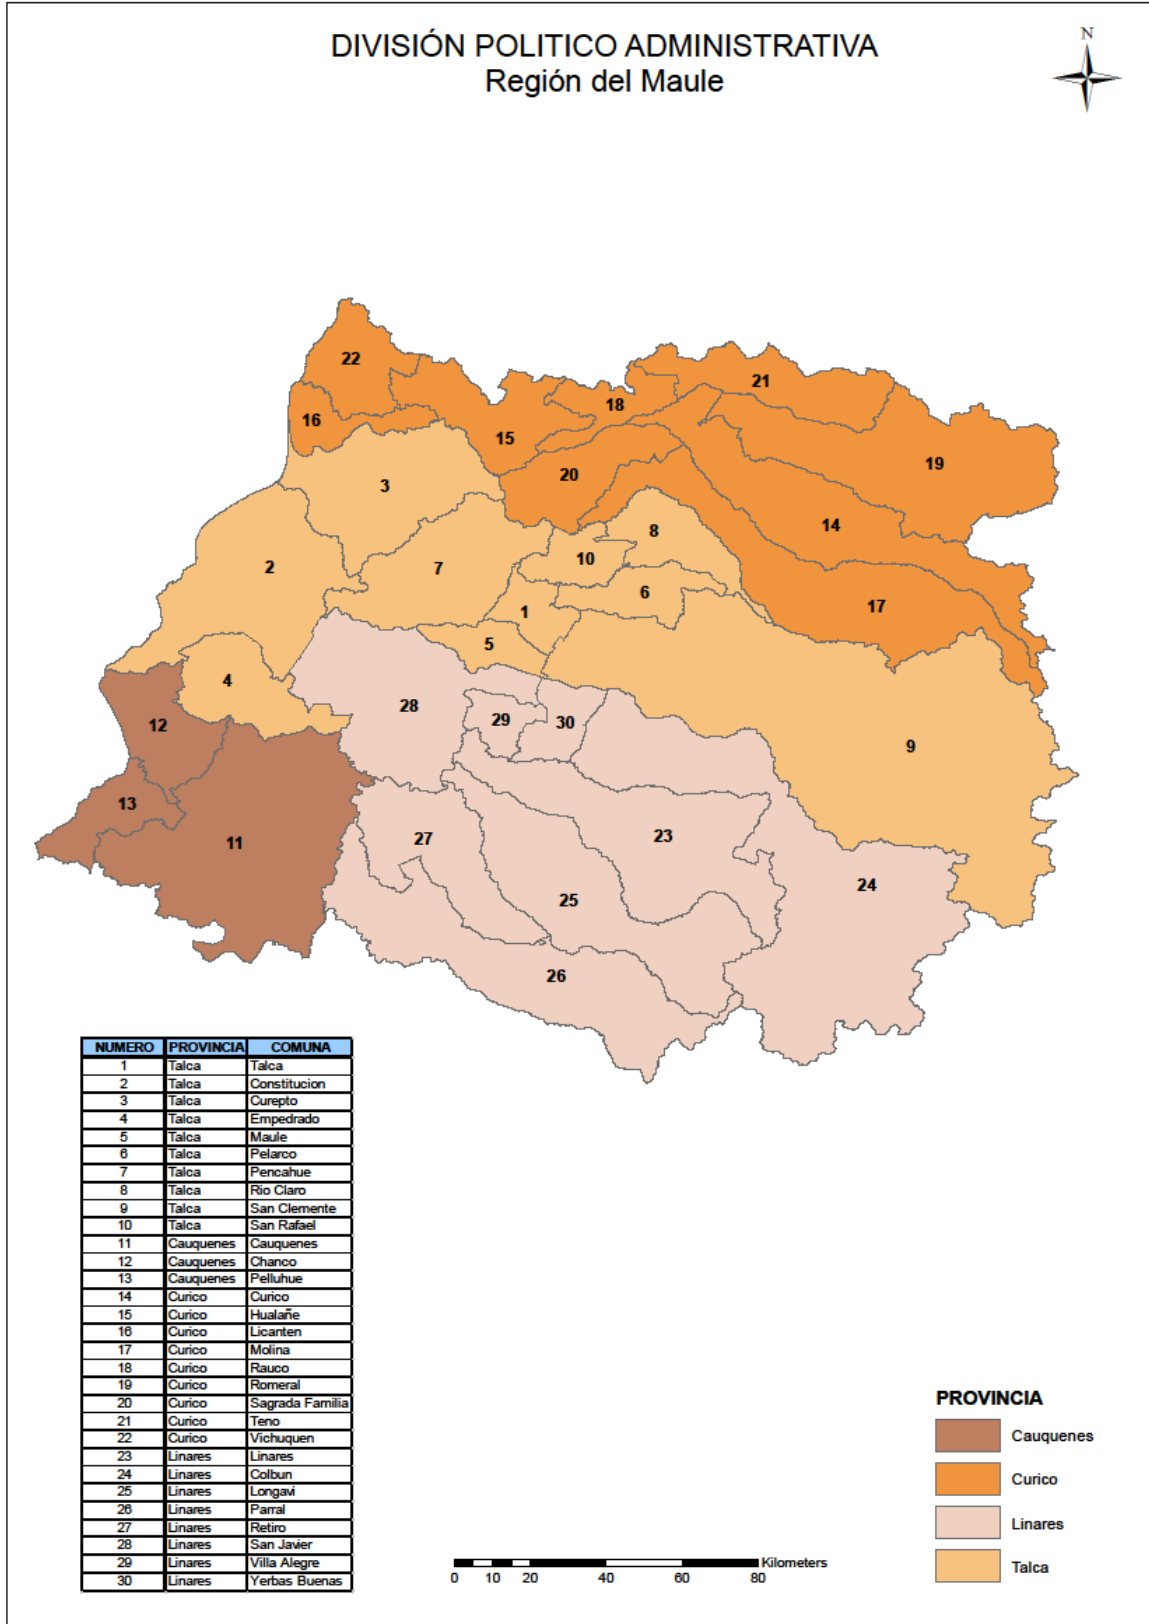 DIVISIÓN POLITICO ADMINISTRATIVA
Región del Maule
N
22
21
16
18
15
19
3
20
14
8
2
7
10
6
17
1
5
4
28
29
30
12
9
13
11
27
23
24
25
26
NUMERO PROVINCIA COMUNA
1 Talca Talca
2 Talca Constitucion
3 Talca Curepto
4 Talca Empedrado
5 Talca Maule
6 Talca Pelarco
7 Talca Pencahue
8 Talca Rio Claro
9 Talca San Clemente
10 Talca San Rafael
11 Cauquenes Cauquenes
12 Cauquenes Chanco
13 Cauquenes Pelluhue
14 Curico Curico
15 Curico Hualañe
16 Curico Licanten
17 Curico Molina
18 Curico Rauco
19 Curico Romeral
20 Curico Sagrada Familia
21 Curico Teno
22 Curico Vichuquen
23 Linares Linares
24 Linares Colbun
25 Linares Longavi
26 Linares Parral
27 Linares Retiro
28 Linares San Javier
29 Linares Villa Alegre
30 Linares Yerbas Buenas
Kilometers
0 10 20 40 60 80
PROVINCIA
Cauquenes
Curico
Linares
Talca